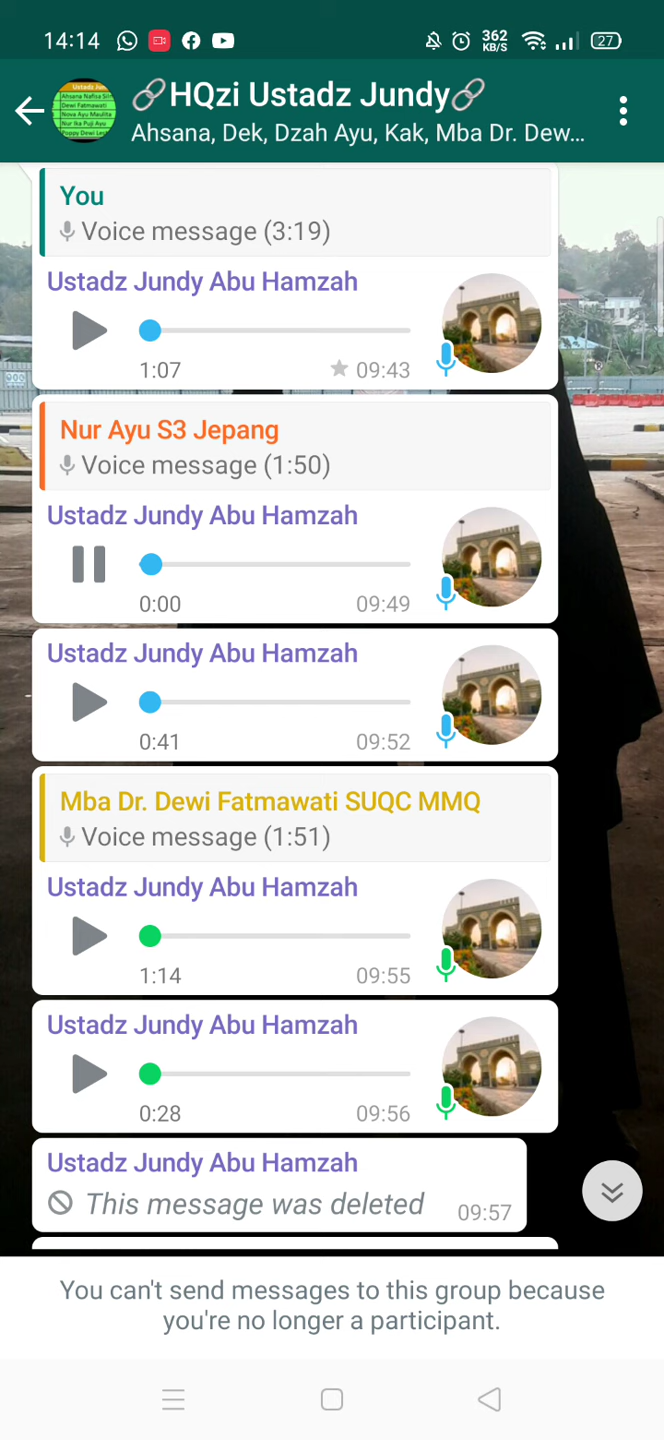 14:14
362
KB/S
27
HQzi Ustadz Jundy
Ahsana, Dek, Dzah Ayu, Kak, Mba Dr. Dew...
You
Voice message (3:19)
Ustadz Jundy Abu Hamzah
1:07
09:43
Nur Ayu S3 Jepang
Voice message (1:50)
Ustadz Jundy Abu Hamzah
0:00
09:49
Ustadz Jundy Abu Hamzah
0:41
09:52
Mba Dr. Dewi Fatmawati SUQC MMQ
Voice message (1:51)
Ustadz Jundy Abu Hamzah
1:14
09:55
Ustadz Jundy Abu Hamzah
0:28
09:56
Ustadz Jundy Abu Hamzah
This message was deleted
09:57
You can't send messages to this group because
you're no longer a participant.